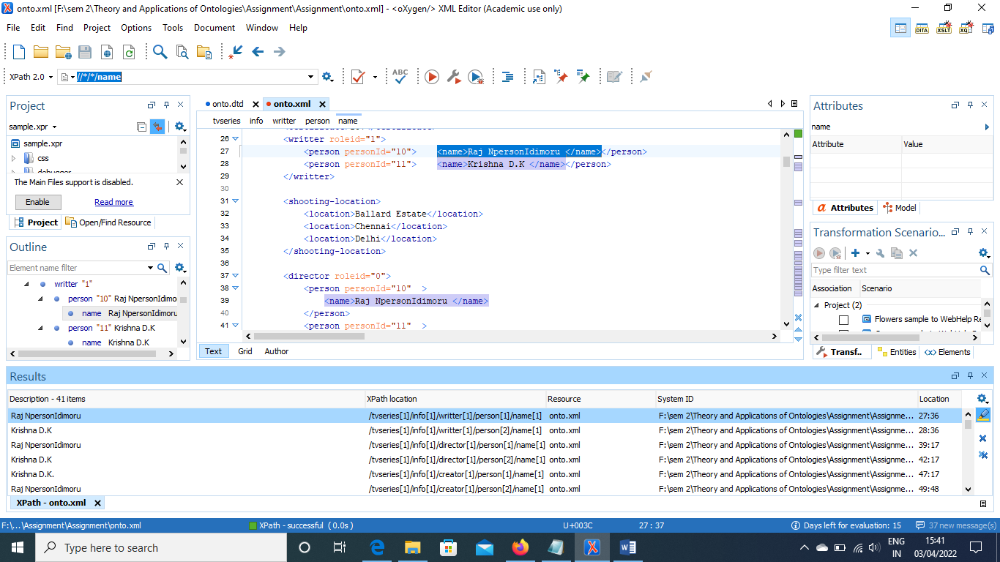 onto.xml [F:\sem 2\Theory and Applications of Ontologies\Assignment\Assignment\onto.xml] - <oXygen/> XML Editor (Academic use only)
File Edit Find Project Options Tools Document Window Help
DITA XSLT XQ
XPath 2.0 //*/*/name
ABC
Project
sample.xpr
sample.xpr
css
debugger
The Main Files support is disabled.
Enable Read more.
Project Open/Find Resource
Outline
Element name filter
writter "1"
person "10" Raj NpersonIdimo
name Raj NpersonIdimoru
person "11" Krishna D.K
name Krishna D.K
onto.dtd onto.xml
tvseries info writter person name
26 <writter roleid="1">
27 <person personId="10"> <name>Raj NpersonIdimoru </name></person>
28 <person personId="11"> <name>Krishna D.K </name></person>
29 </writter>
30
31 <shooting-location>
32 <location>Ballard Estate</location>
33 <location>Chennai</location>
34 <location>Delhi</location>
35 </shooting-location>
36
37 <director roleid="0">
38 <person personId="10" >
39 <name>Raj NpersonIdimoru </name>
40 </person>
41 <person personId="11" >
Text Grid Author
Attributes
name
Attribute Value
Attributes Model
Transformation Scenario...
Type filter text
Association Scenario
Project (2)
Flowers sample to WebHelp Re
Transf.. Entities Elements
Results
Description - 41 items XPath location Resource System ID Location
Raj NpersonIdimoru /tvseries[1]/info[1]/writter[1]/person[1]/name[1] onto.xml F:\sem 2\Theory and Applications of Ontologies\Assignment\Assignme... 27:36
Krishna D.K /tvseries[1]/info[1]/writter[1]/person[2]/name[1] onto.xml F:\sem 2\Theory and Applications of Ontologies\Assignment\Assignme... 28:36
Raj NpersonIdimoru /tvseries[1]/info[1]/director[1]/person[1]/name[1] onto.xml F:\sem 2\Theory and Applications of Ontologies\Assignment\Assignme... 39:17
Krishna D.K /tvseries[1]/info[1]/director[1]/person[2]/name[1] onto.xml F:\sem 2\Theory and Applications of Ontologies\Assignment\Assignme... 42:17
Krishna D.K. /tvseries[1]/info[1]/creator[1]/person[1]/name[1] onto.xml F:\sem 2\Theory and Applications of Ontologies\Assignment\Assignme... 47:17
Raj NpersonIdimoru /tvseries[1]/info[1]/creator[1]/person[2]/name[1] onto.xml F:\sem 2\Theory and Applications of Ontologies\Assignment\Assignme... 49:48
XPath - onto.xml
F:\...\Assignment\Assignment\onto.xml XPath - successful (0.0s) U+003C 27 : 37 Days left for evaluation: 15 37 new message(s)
Type here to search ENG 15:41
IN 03/04/2022